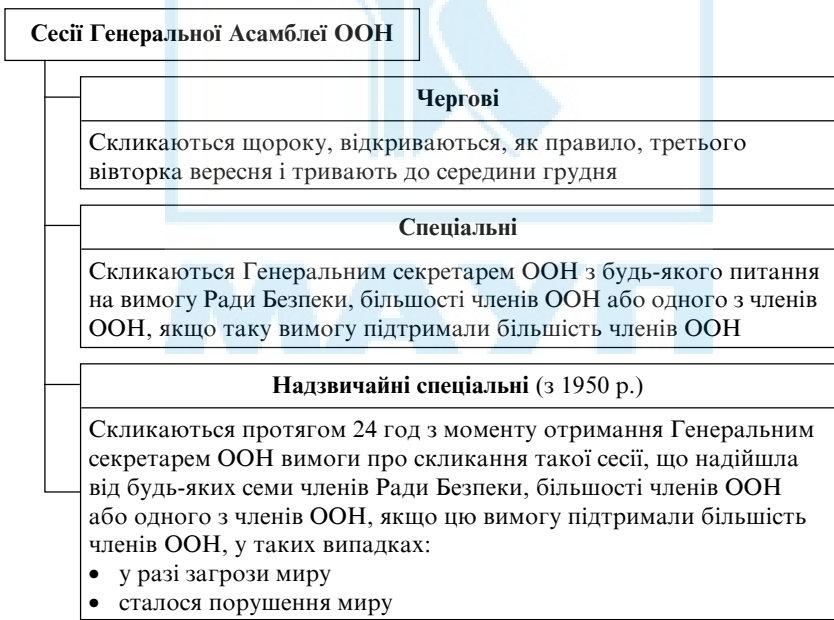 Сесії Генеральної Асамблеї ООН
Чергові
Скликаються щороку, відкриваються, як правило, третього
вівторка вересня і тривають до середини грудня
Спеціальні
Скликаються Генеральним секретарем ООН з будь-якого питання
на вимогу Ради Безпеки, більшості членів ООН або одного з членів
ООН, якщо таку вимогу підтримали більшість членів ООН
МАУП
Надзвичайні спеціальні (з 1950 р.)
Скликаються протягом 24 год з моменту отримання Генеральним
секретарем ООН вимоги про скликання такої сесії, що надійшла
від будь-яких семи членів Ради Безпеки, більшості членів ООН
або одного з членів ООН, якщо цю вимогу підтримали більшість
членів ООН, у таких випадках:
• у разі загрози миру
• сталося порушення миру